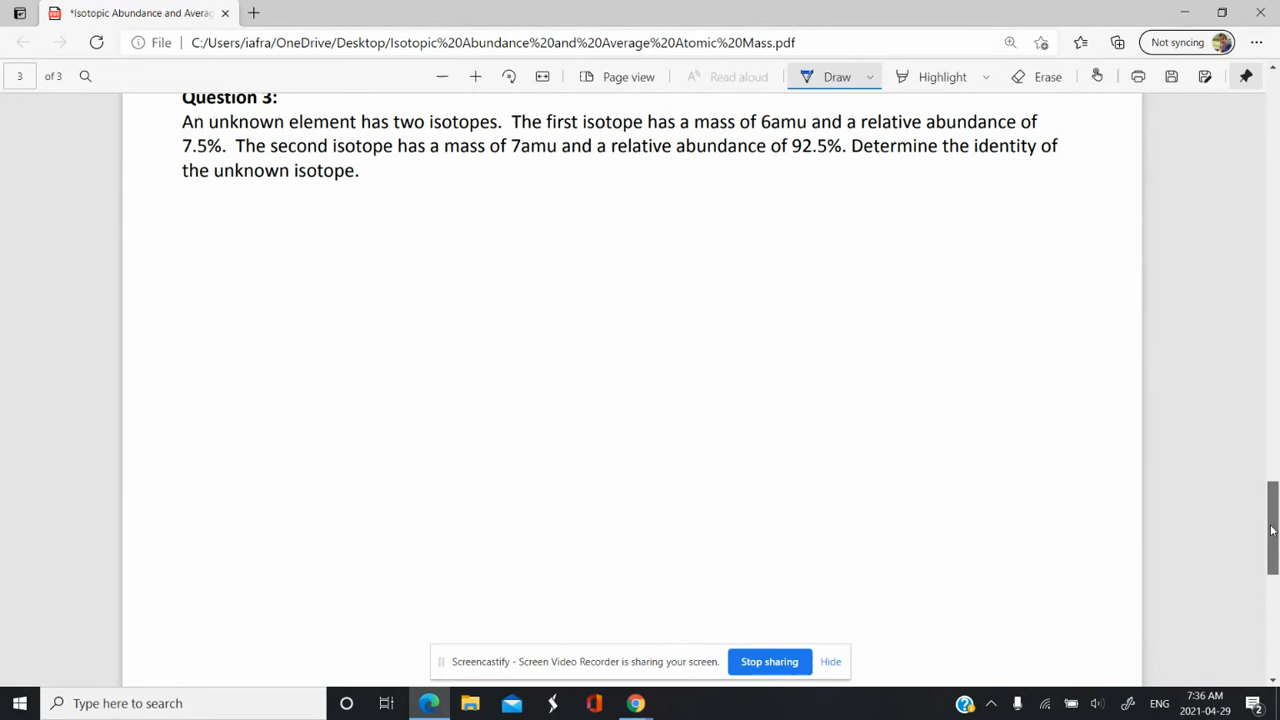 *Isotopic Abundance and Averag
File C:/Users/iafra/OneDrive/Desktop/Isotopic%20Abundance%20and%20Average%20Atomic%20Mass.pdf
Not syncing
3 of 3 Page view Read aloud Draw Highlight Erase
Question 3:
An unknown element has two isotopes. The first isotope has a mass of 6amu and a relative abundance of
7.5%. The second isotope has a mass of 7amu and a relative abundance of 92.5%. Determine the identity of
the unknown isotope.
Screencastify - Screen Video Recorder is sharing your screen. Stop sharing Hide
Type here to search
ENG 7:36 AM
2021-04-29 2